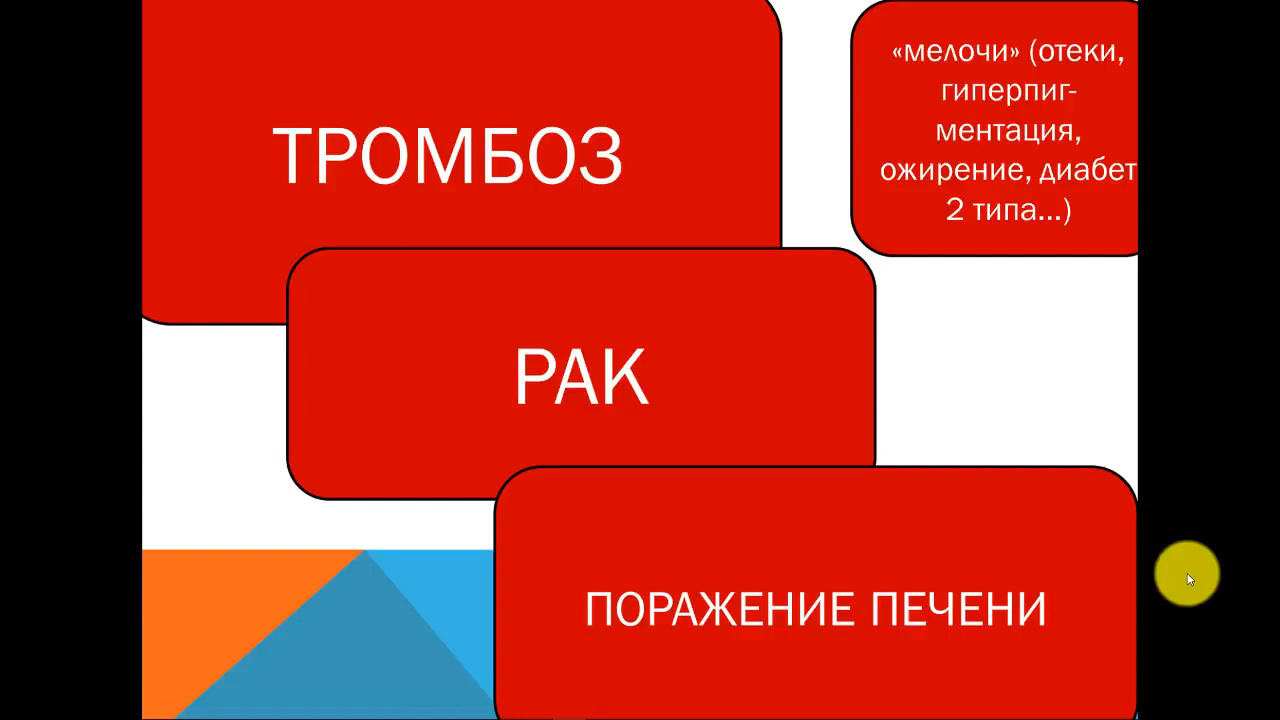 ТРОМБОЗ
«мелочи» (отеки,
гиперпиг-
ментация,
ожирение, диабет
2 типа...)
РАК
ПОРАЖЕНИЕ ПЕЧЕНИ